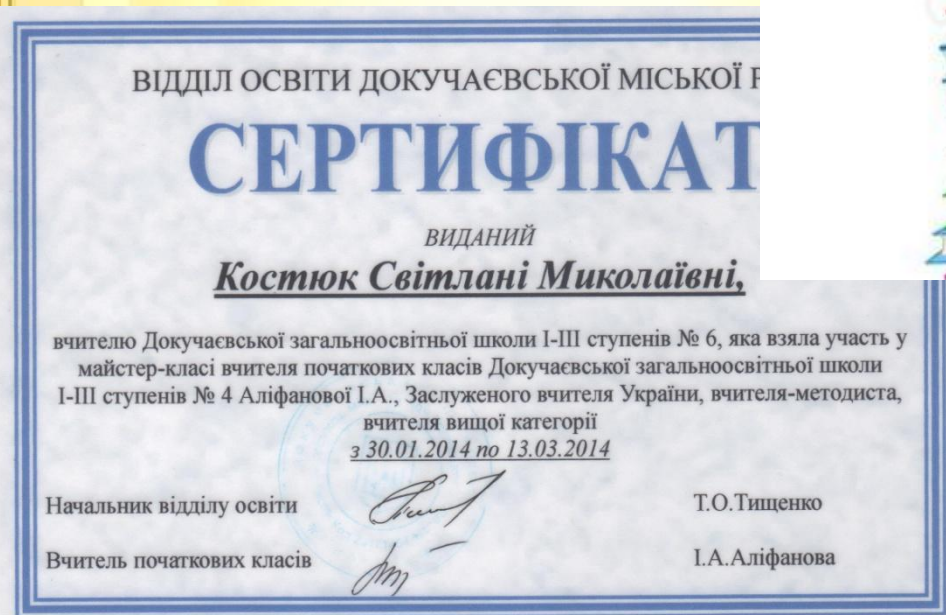 ВІДДІЛ ОСВІТИ ДОКУЧАЄВСЬКОЇ МІСЬКОЇ
СЕРТИФІКАТ
ВИДАНИЙ
Костюк Світлані Миколаївні,
вчителю Докучаєвської загальноосвітньої школи І-ІІІ ступенів № 6, яка взяла участь у
майстер-класі вчителя початкових класів Докучаєвської загальноосвітньої школи
І-ІІІ ступенів № 4 Аліфанової І.А., Заслуженого вчителя України, вчителя-методиста,
вчителя вищої категорії
з 30.01.2014 по 13.03.2014
Начальник відділу освіти Т.О.Тищенко
Вчитель початкових класів І.А.Аліфанова